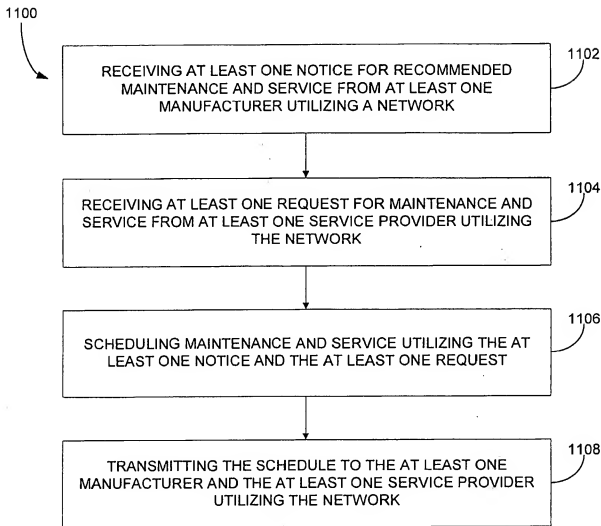 1100
1102
RECEIVING AT LEAST ONE NOTICE FOR RECOMMENDED
MAINTENANCE AND SERVICE FROM AT LEAST ONE
MANUFACTURER UTILIZING A NETWORK
1104
RECEIVING AT LEAST ONE REQUEST FOR MAINTENANCE AND
SERVICE FROM AT LEAST ONE SERVICE PROVIDER UTILIZING
THE NETWORK
1106
SCHEDULING MAINTENANCE AND SERVICE UTILIZING THE AT
LEAST ONE NOTICE AND THE AT LEAST ONE REQUEST
1108
TRANSMITTING THE SCHEDULE TO THE AT LEAST ONE
MANUFACTURER AND THE AT LEAST ONE SERVICE PROVIDER
UTILIZING THE NETWORK